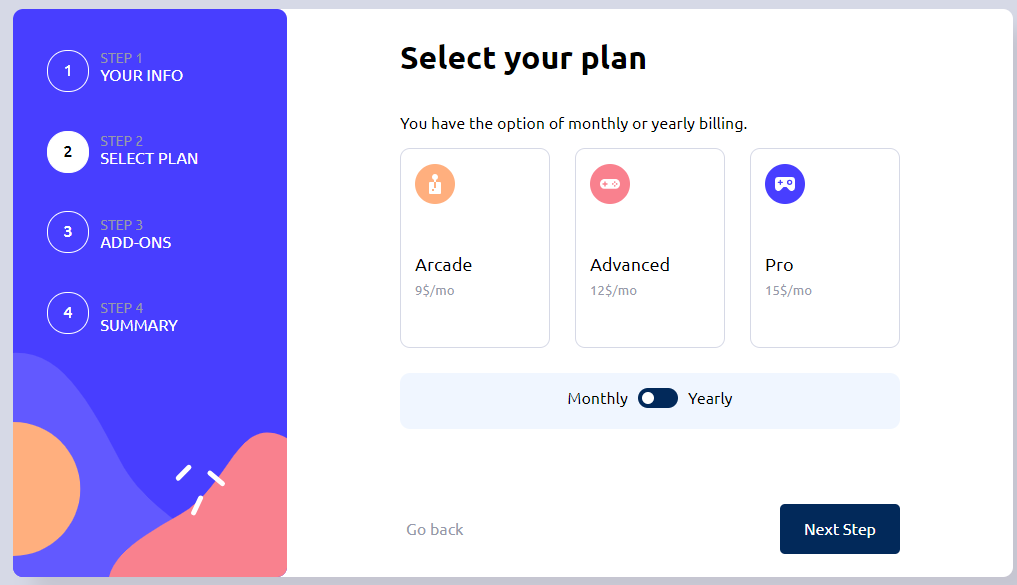 1
STEP 1
YOUR INFO
2
STEP 2
SELECT PLAN
3
STEP 3
ADD-ONS
4
STEP 4
SUMMARY
Select your plan
You have the option of monthly or yearly billing.
Arcade
9$/mo
Advanced
12$/mo
Pro
15$/mo
Monthly Yearly
Go back
Next Step